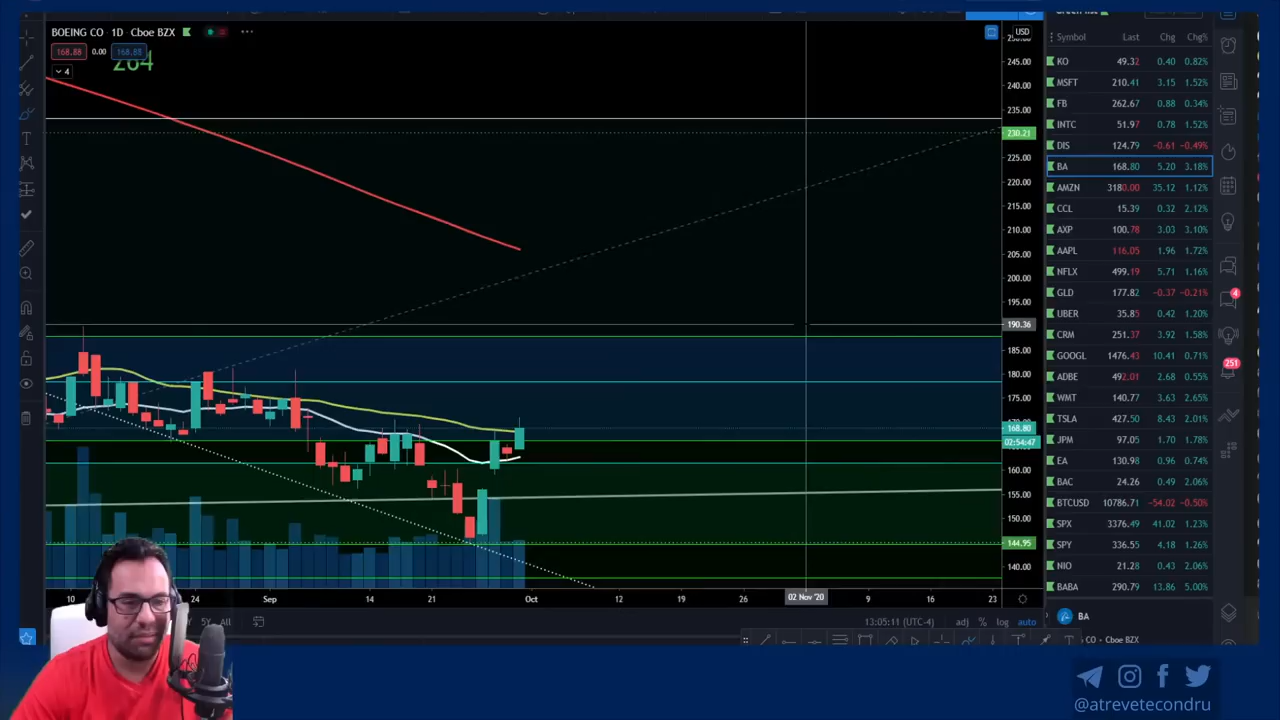 BOEING CO · 1D · Cboe BZX
168.88 0.00 168.88
264
4
USD
245.00
240.00
235.00
230.21
225.00
220.00
215.00
210.00
205.00
200.00
195.00
190.36
185.00
180.00
175.00
168.80
02:54:47
160.00
155.00
150.00
144.95
140.00
10
24
Sep
14
21
Oct
12
19
26
02 Nov '20
9
16
23
5Y All
13:05:11 (UTC-4)
adj
%
log
auto
Symbol Last Chg Chg%
KO 49.32 0.40 0.82%
MSFT 210.41 3.15 1.52%
FB 262.67 0.88 0.34%
INTC 51.97 0.78 1.52%
DIS 124.79 -0.61 -0.49%
BA 168.80 5.20 3.18%
AMZN 3180.00 35.12 1.12%
CCL 15.39 0.32 2.12%
AXP 100.78 3.03 3.10%
AAPL 116.05 1.96 1.72%
NFLX 499.19 5.71 1.16%
GLD 177.82 -0.37 -0.21%
UBER 35.85 0.42 1.20%
CRM 251.37 3.92 1.58%
GOOGL 1476.43 10.41 0.71%
ADBE 492.01 2.68 0.55%
WMT 140.77 3.63 2.65%
TSLA 427.50 8.43 2.01%
JPM 97.05 1.70 1.78%
EA 130.98 0.96 0.74%
BAC 24.26 0.49 2.06%
BTCUSD 10786.71 -54.02 -0.50%
SPX 3376.49 41.02 1.23%
SPY 336.55 4.18 1.26%
NIO 21.28 0.43 2.06%
BABA 290.79 13.86 5.00%
BA
CO · Cboe BZX
4
251
@atrevetecondru